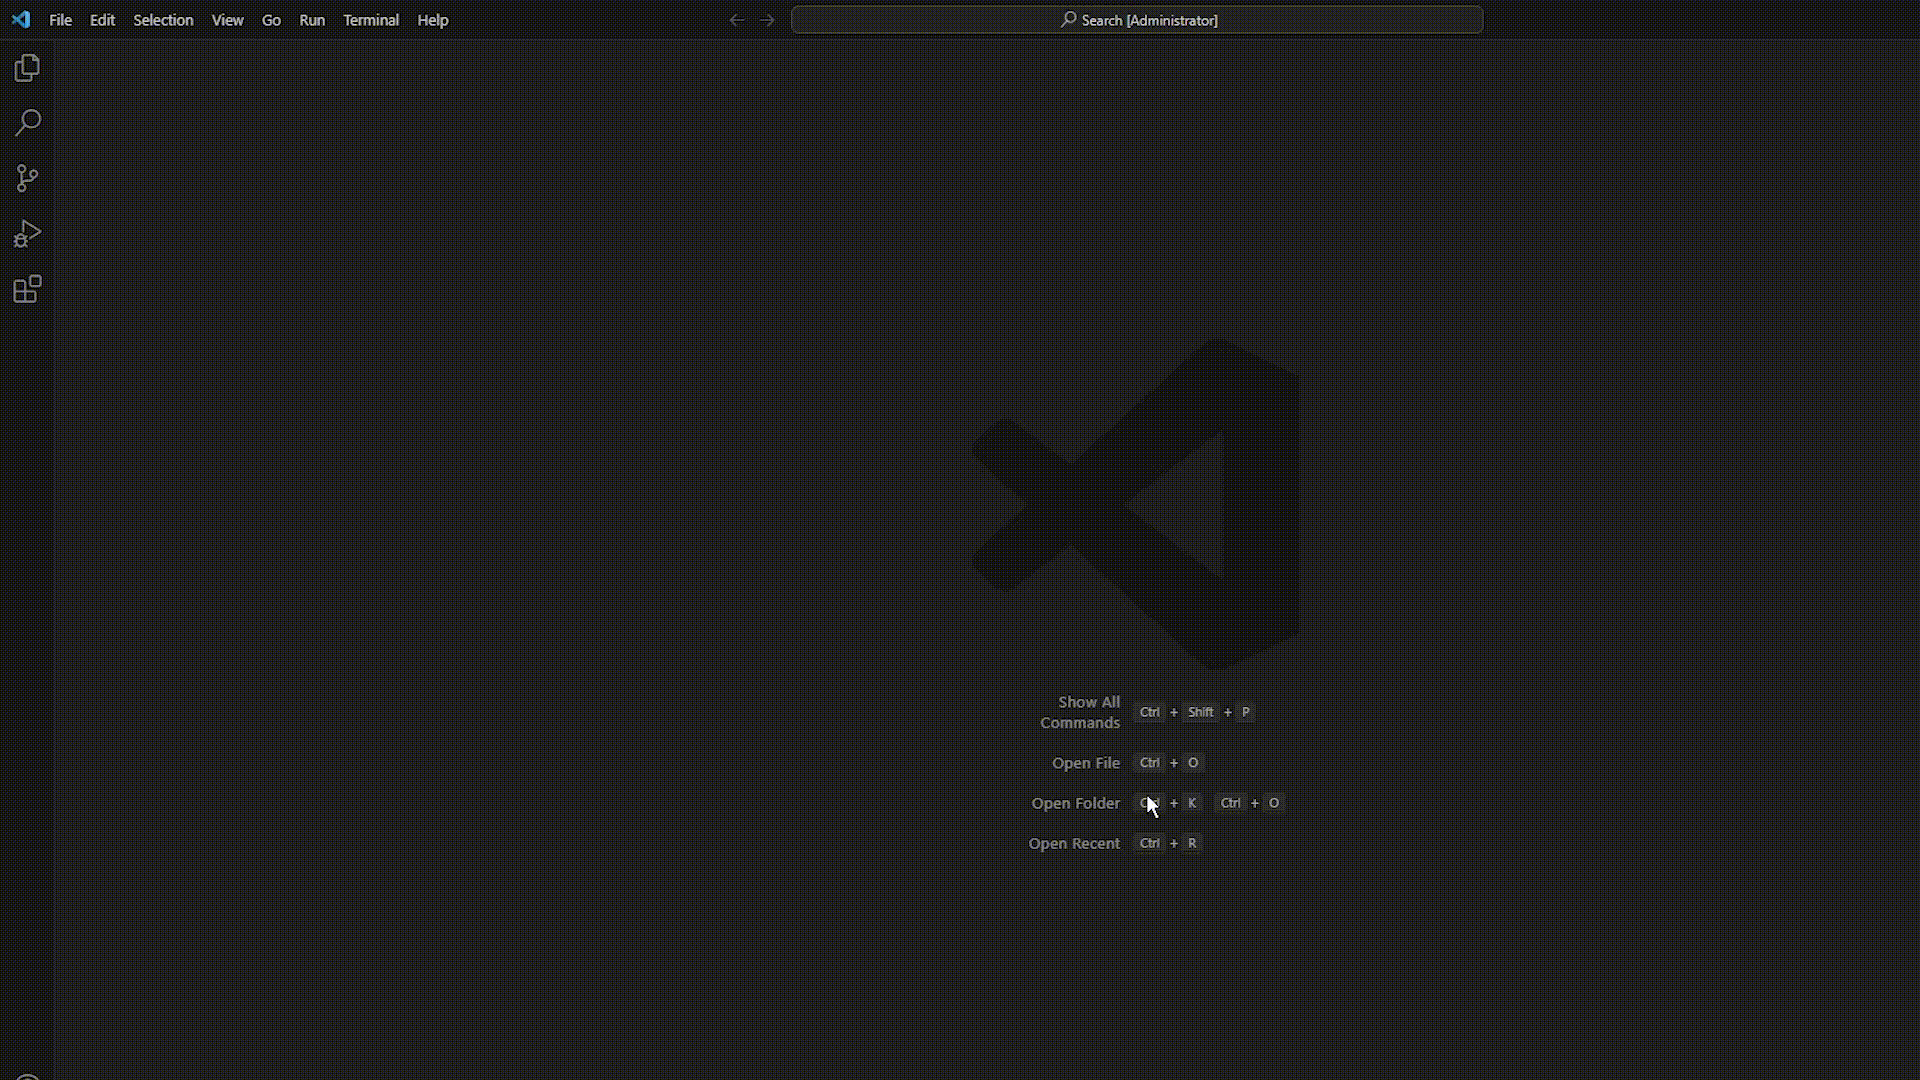 File Edit Selection View Go Run Terminal Help
Search [Administrator]
Show All
Commands
Ctrl + Shift + P
Open File Ctrl + O
Open Folder Ctrl + K Ctrl + O
Open Recent Ctrl + R